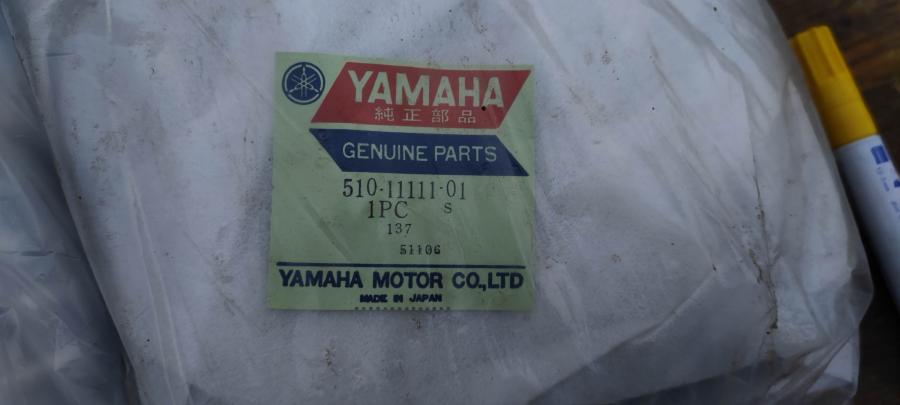 YAMAHA
純正部品
GENUINE PARTS
510-11111-01
1PC S
137
51106
YAMAHA MOTOR CO.,LTD
MADE IN JAPAN